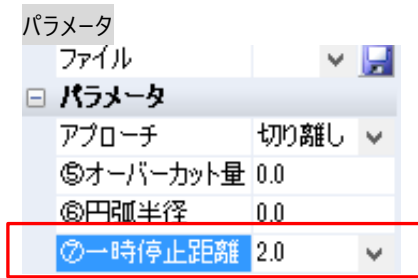 パラメータ
ファイル
パラメータ
アプローチ 切り離し
⑤オーバーカット量 0.0
⑥円弧半径 0.0
⑦一時停止距離 2.0